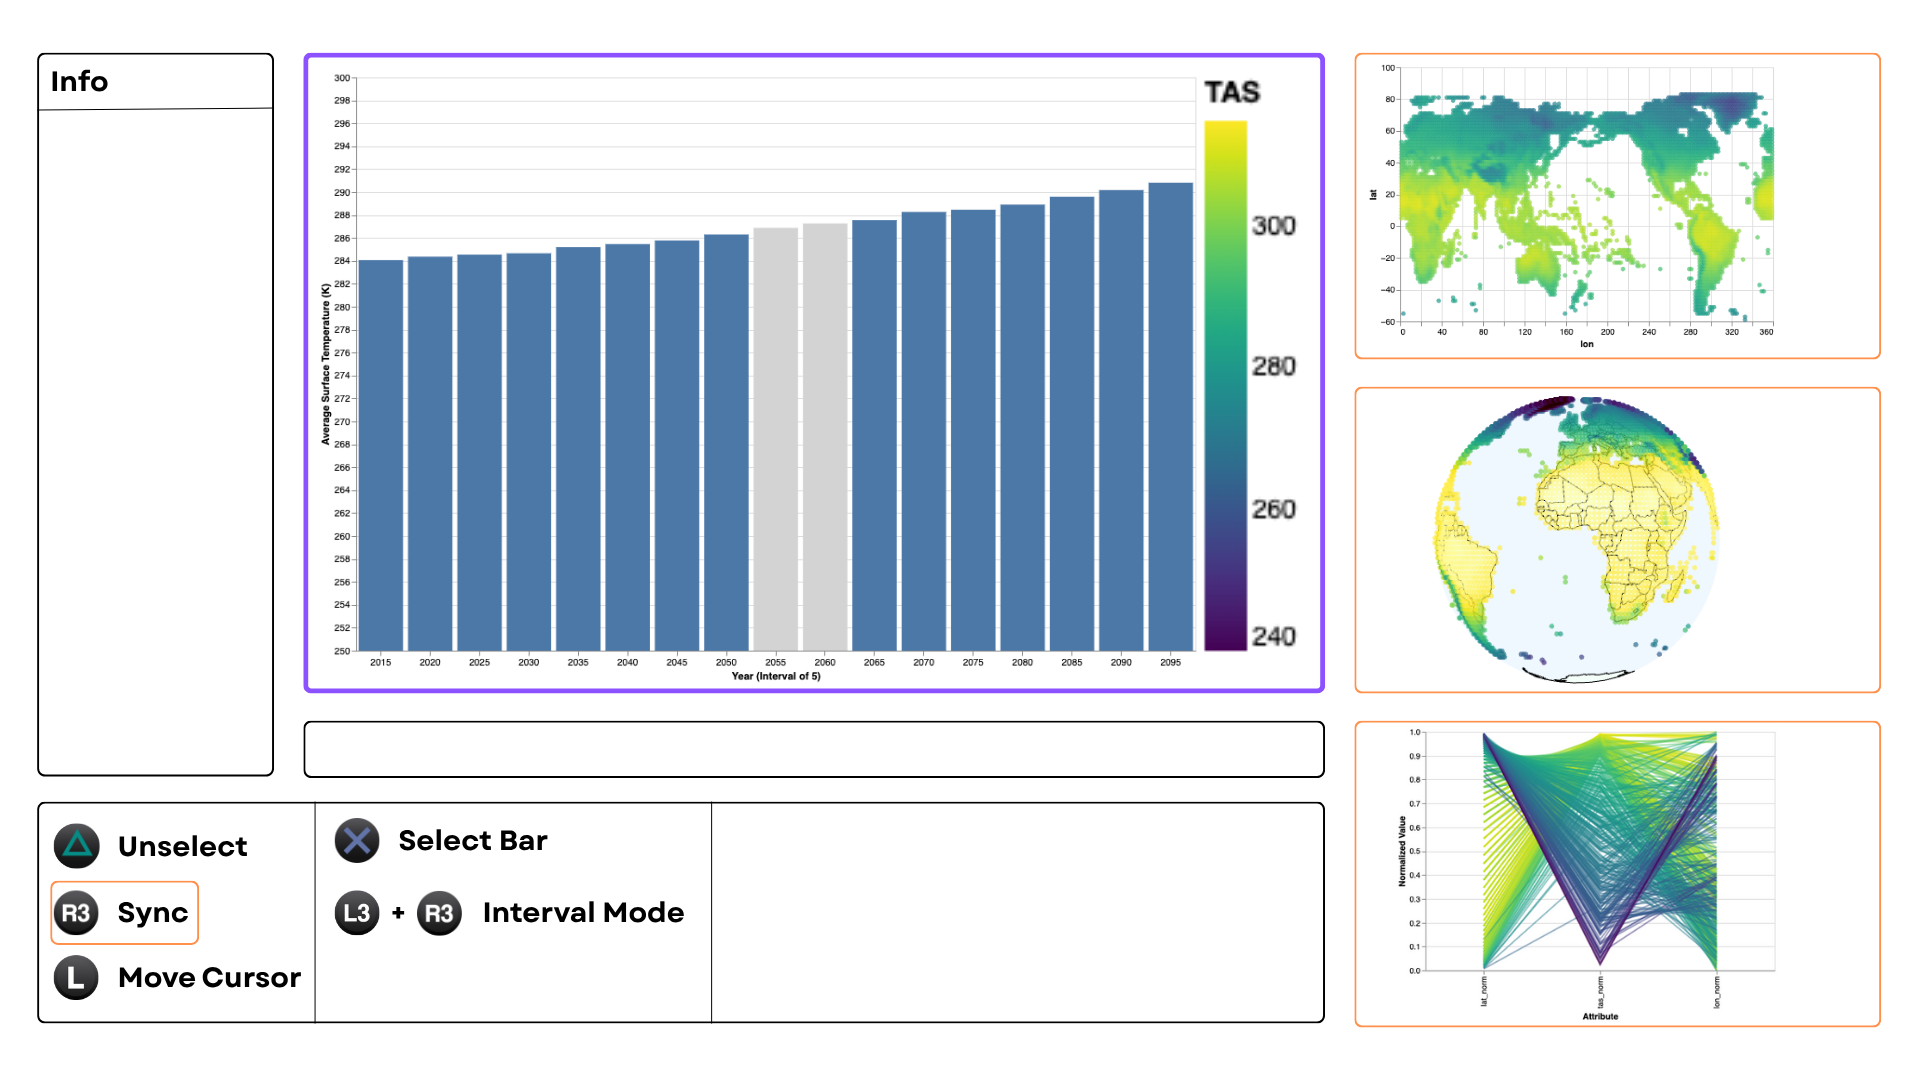 Info
300
298
296
294
292
290
288
286
284
282
280
278
276
274
272
270
268
266
264
262
260
258
256
254
252
250
Average Surface Temperature (K)
2015 2020 2025 2030 2035 2040 2045 2050 2055 2060 2065 2070 2075 2080 2085 2090 2095
Year (Interval of 5)
TAS
300
280
260
240
100
80
60
40
20
0
−20
−40
−60
lat
0 40 80 120 160 200 240 280 320 360
lon
1.0
0.9
0.8
0.7
0.6
0.5
0.4
0.3
0.2
0.1
0.0
Normalized Value
lat_norm
tas_norm
lon_norm
Attribute
Unselect
R3 Sync
L Move Cursor
Select Bar
L3 + R3 Interval Mode